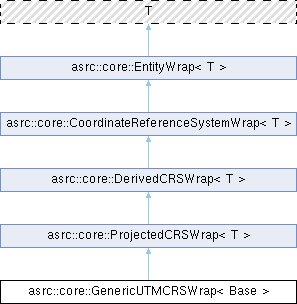 T
asrc::core::EntityWrap< T >
asrc::core::CoordinateReferenceSystemWrap< T >
asrc::core::DerivedCRSWrap< T >
asrc::core::ProjectedCRSWrap< T >
asrc::core::GenericUTMCRSWrap< Base >